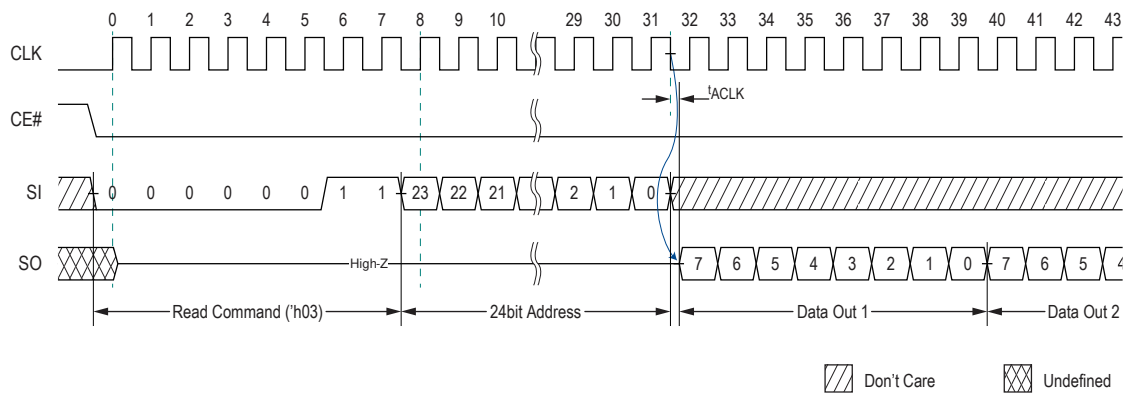 0 1 2 3 4 5 6 7 8 9 10 29 30 31 32 33 34 35 36 37 38 39 40 41 42 43
CLK
tACLK
CE#
SI 0 0 0 0 0 0 1 1 23 22 21 2 1 0
SO High-Z 7 6 5 4 3 2 1 0 7 6 5 4
Read Command ('h03) 24bit Address Data Out 1 Data Out 2
Don't Care Undefined